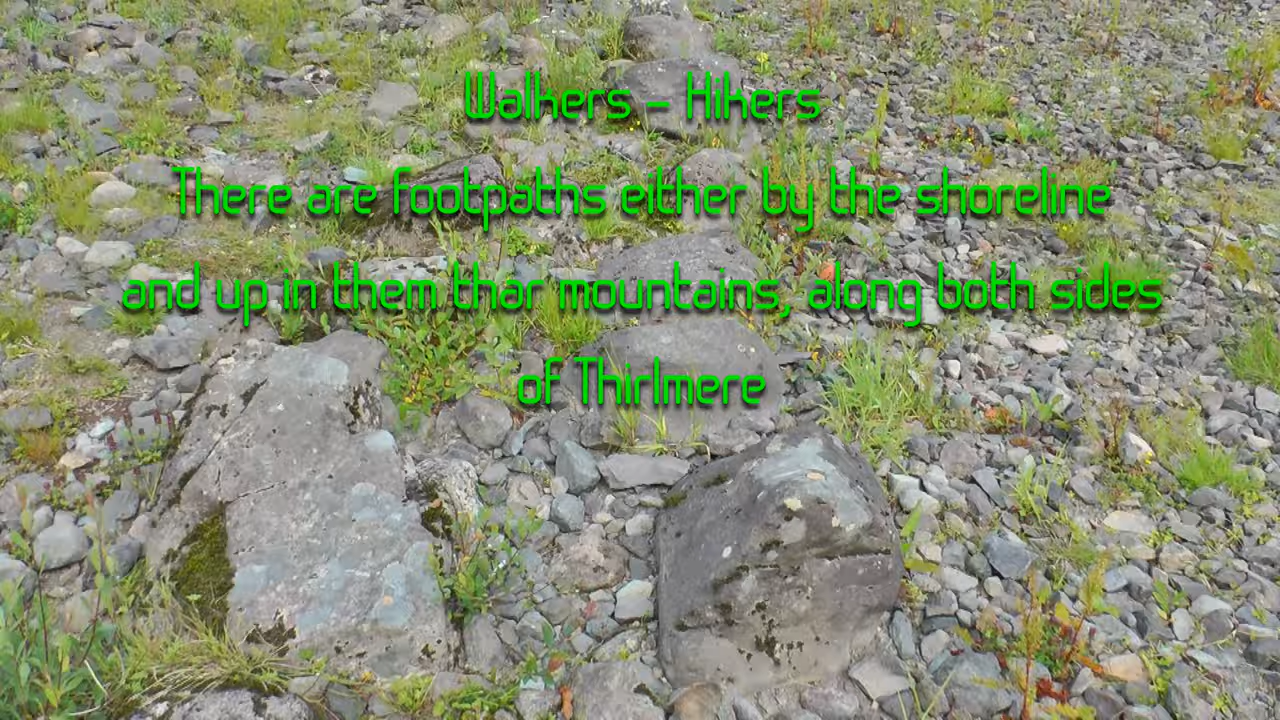 Walkers - Hikers
There are footpaths either by the shoreline
and up in them thar mountains, along both sides
of Thirlmere